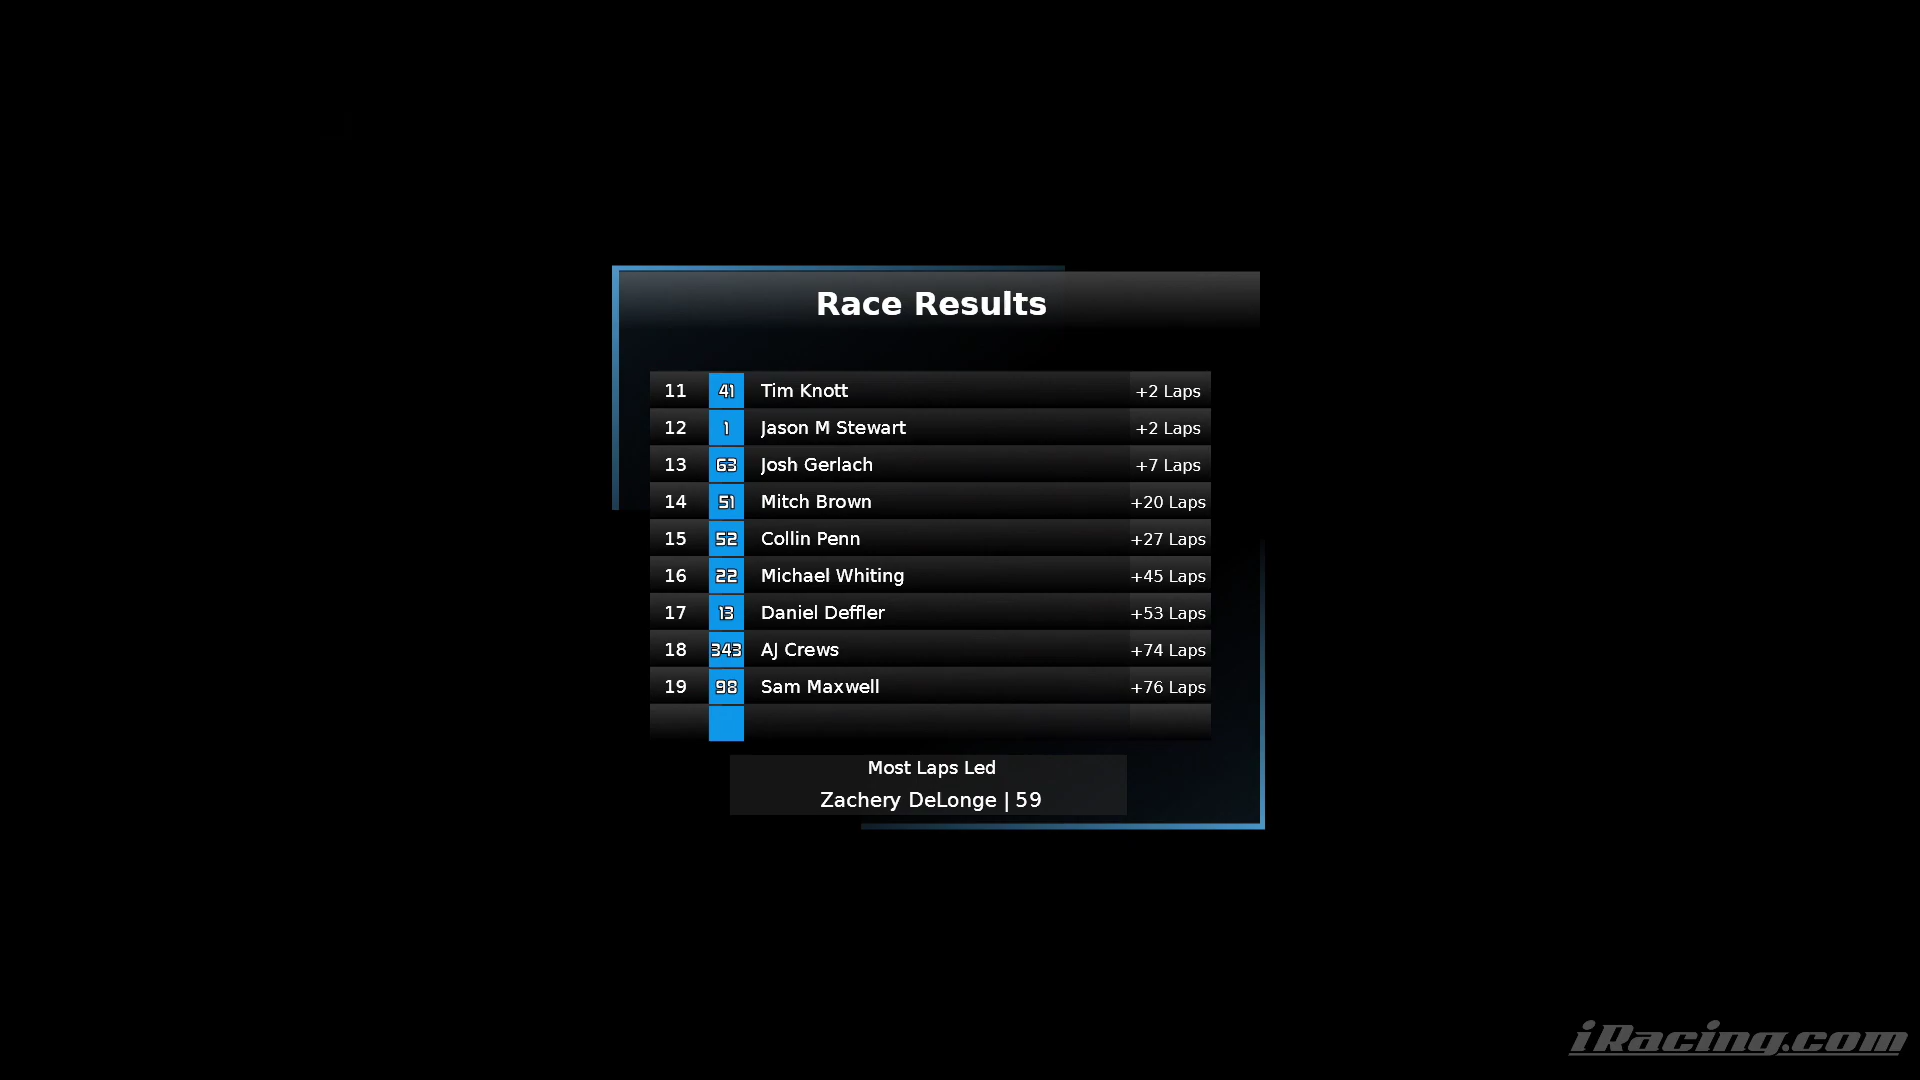 Race Results
11 41 Tim Knott +2 Laps
12 1 Jason M Stewart +2 Laps
13 63 Josh Gerlach +7 Laps
14 51 Mitch Brown +20 Laps
15 52 Collin Penn +27 Laps
16 22 Michael Whiting +45 Laps
17 13 Daniel Deffler +53 Laps
18 343 AJ Crews +74 Laps
19 98 Sam Maxwell +76 Laps
Most Laps Led
Zachery DeLonge | 59
iRacing.com